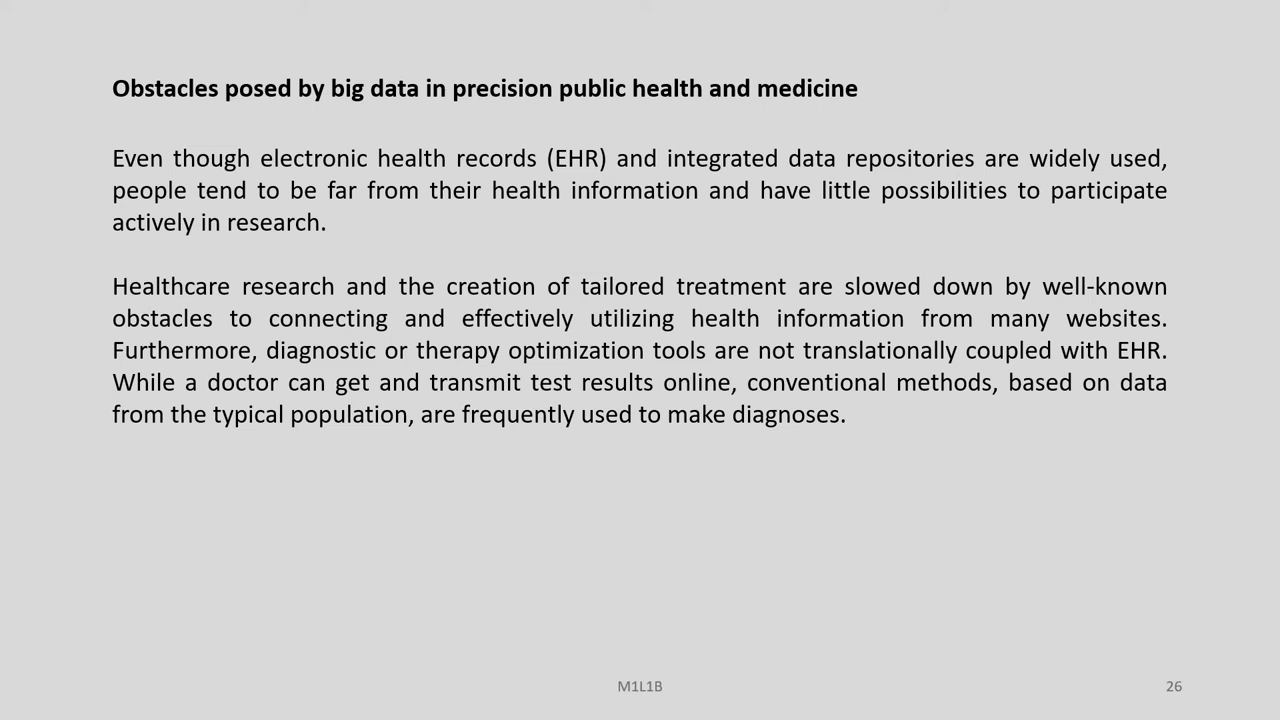 Obstacles posed by big data in precision public health and medicine
Even though electronic health records (EHR) and integrated data repositories are widely used,
people tend to be far from their health information and have little possibilities to participate
actively in research.
Healthcare research and the creation of tailored treatment are slowed down by well-known
obstacles to connecting and effectively utilizing health information from many websites.
Furthermore, diagnostic or therapy optimization tools are not translationally coupled with EHR.
While a doctor can get and transmit test results online, conventional methods, based on data
from the typical population, are frequently used to make diagnoses.
M1L1B
26